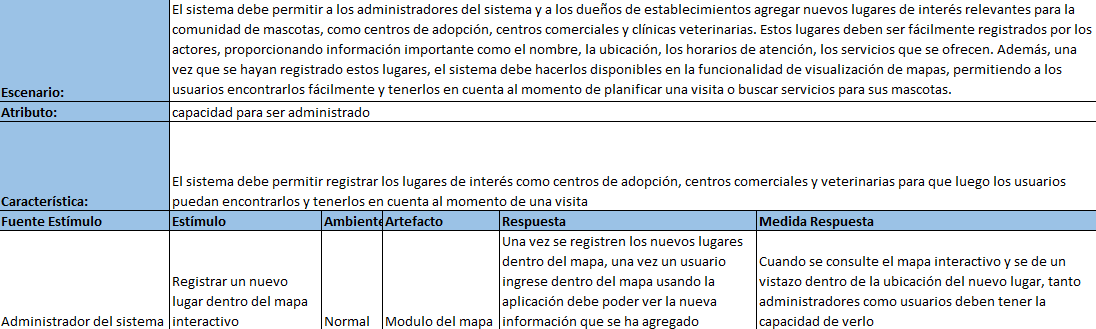 El sistema debe permitir a los administradores del sistema y a los dueños de establecimientos agregar nuevos lugares de interés relevantes para la
comunidad de mascotas, como centros de adopción, centros comerciales y clínicas veterinarias. Estos lugares deben ser fácilmente registrados por los
actores, proporcionando información importante como el nombre, la ubicación, los horarios de atención, los servicios que se ofrecen. Además, una
vez que se hayan registrado estos lugares, el sistema debe hacerlos disponibles en la funcionalidad de visualización de mapas, permitiendo a los
Escenario: usuarios encontrarlos fácilmente y tenerlos en cuenta al momento de planificar una visita o buscar servicios para sus mascotas.
Atributo: capacidad para ser administrado
El sistema debe permitir registrar los lugares de interés como centros de adopción, centros comerciales y veterinarias para que luego los usuarios
Característica: puedan encontrarlos y tenerlos en cuenta al momento de una visita
Fuente Estímulo Estímulo Ambiente Artefacto Respuesta Medida Respuesta
Administrador del sistema
Registrar un nuevo
lugar dentro del mapa
interactivo
Normal
Modulo del mapa
Una vez se registren los nuevos lugares
dentro del mapa, una vez un usuario
ingrese dentro del mapa usando la
aplicación debe poder ver la nueva
información que se ha agregado
Cuando se consulte el mapa interactivo y se de un
vistazo dentro de la ubicación del nuevo lugar, tanto
administradores como usuarios deben tener la
capacidad de verlo